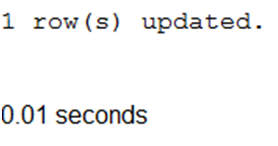 1 row(s) updated.
0.01 seconds